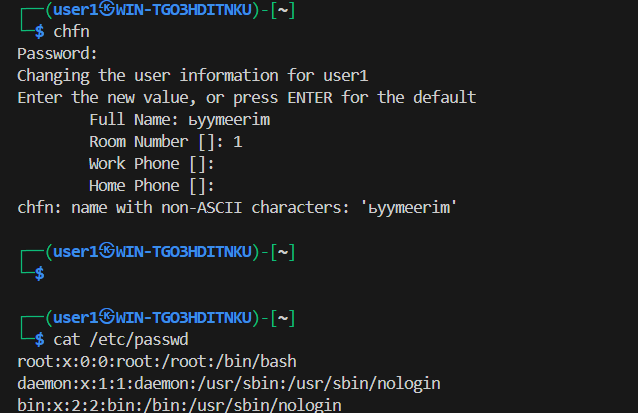 ┌──(user1㉿WIN-TGO3HDITNKU)-[~]
└─$ chfn
Password:
Changing the user information for user1
Enter the new value, or press ENTER for the default
        Full Name: ьyymeerim
        Room Number []: 1
        Work Phone []:
        Home Phone []:
chfn: name with non-ASCII characters: 'ьyymeerim'

┌──(user1㉿WIN-TGO3HDITNKU)-[~]
└─$

┌──(user1㉿WIN-TGO3HDITNKU)-[~]
└─$ cat /etc/passwd
root:x:0:0:root:/root:/bin/bash
daemon:x:1:1:daemon:/usr/sbin:/usr/sbin/nologin
bin:x:2:2:bin:/bin:/usr/sbin/nologin